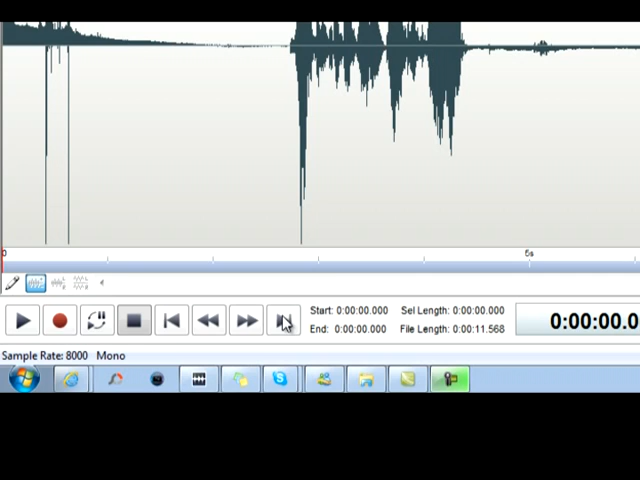 0
5s
Start: 0:00:00.000 Sel Length: 0:00:00.000
End: 0:00:00.000 File Length: 0:00:11.568
0:00:00.0
Sample Rate: 8000 Mono